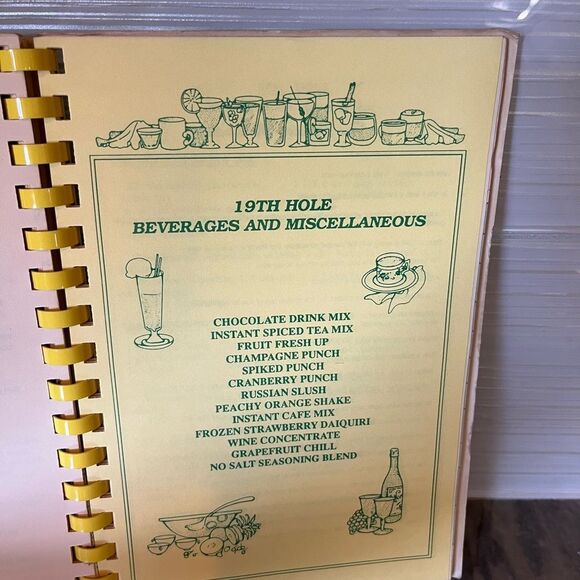 19TH HOLE
BEVERAGES AND MISCELLANEOUS
CHOCOLATE DRINK MIX
INSTANT SPICED TEA MIX
FRUIT FRESH UP
CHAMPAGNE PUNCH
SPIKED PUNCH
CRANBERRY PUNCH
RUSSIAN SLUSH
PEACHY ORANGE SHAKE
INSTANT CAFE MIX
FROZEN STRAWBERRY DAIQUIRI
WINE CONCENTRATE
GRAPEFRUIT CHILL
NO SALT SEASONING BLEND